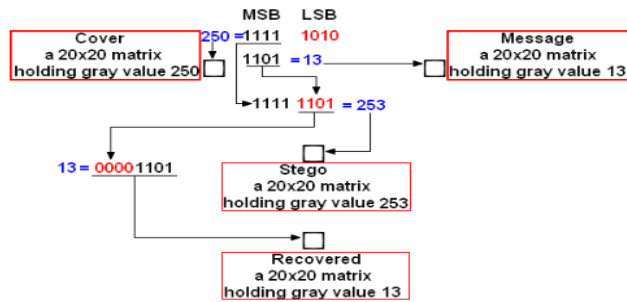 MSB LSB
Cover
a 20x20 matrix
holding gray value 250
250 = 1111 1010
1101 = 13
Message
a 20x20 matrix
holding gray value 13
1111 1101 = 253
13 = 00001101
Stego
a 20x20 matrix
holding gray value 253
Recovered
a 20x20 matrix
holding gray value 13